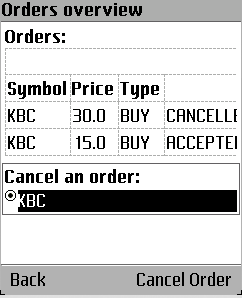 Orders overview
Orders:
Symbol Price Type
KBC 30.0 BUY CANCELLE
KBC 15.0 BUY ACCEPTE
Cancel an order:
KBC
Back Cancel Order